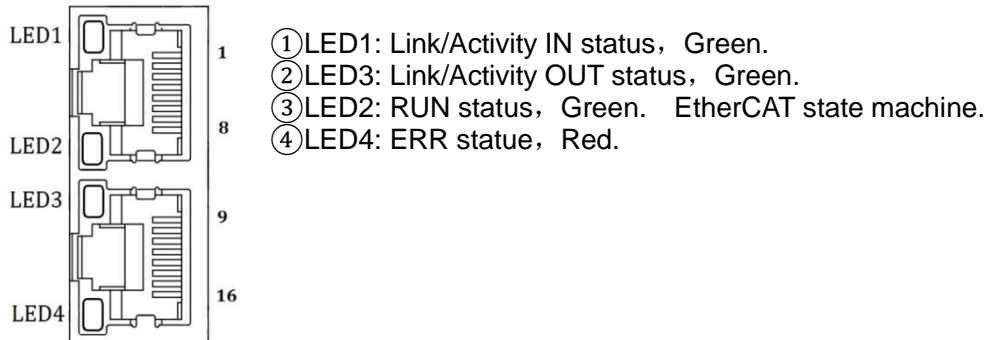 LED1
1
8
LED2
LED3
9
16
LED4
①LED1: Link/Activity IN status，Green.
②LED3: Link/Activity OUT status，Green.
③LED2: RUN status，Green. EtherCAT state machine.
④LED4: ERR statue，Red.